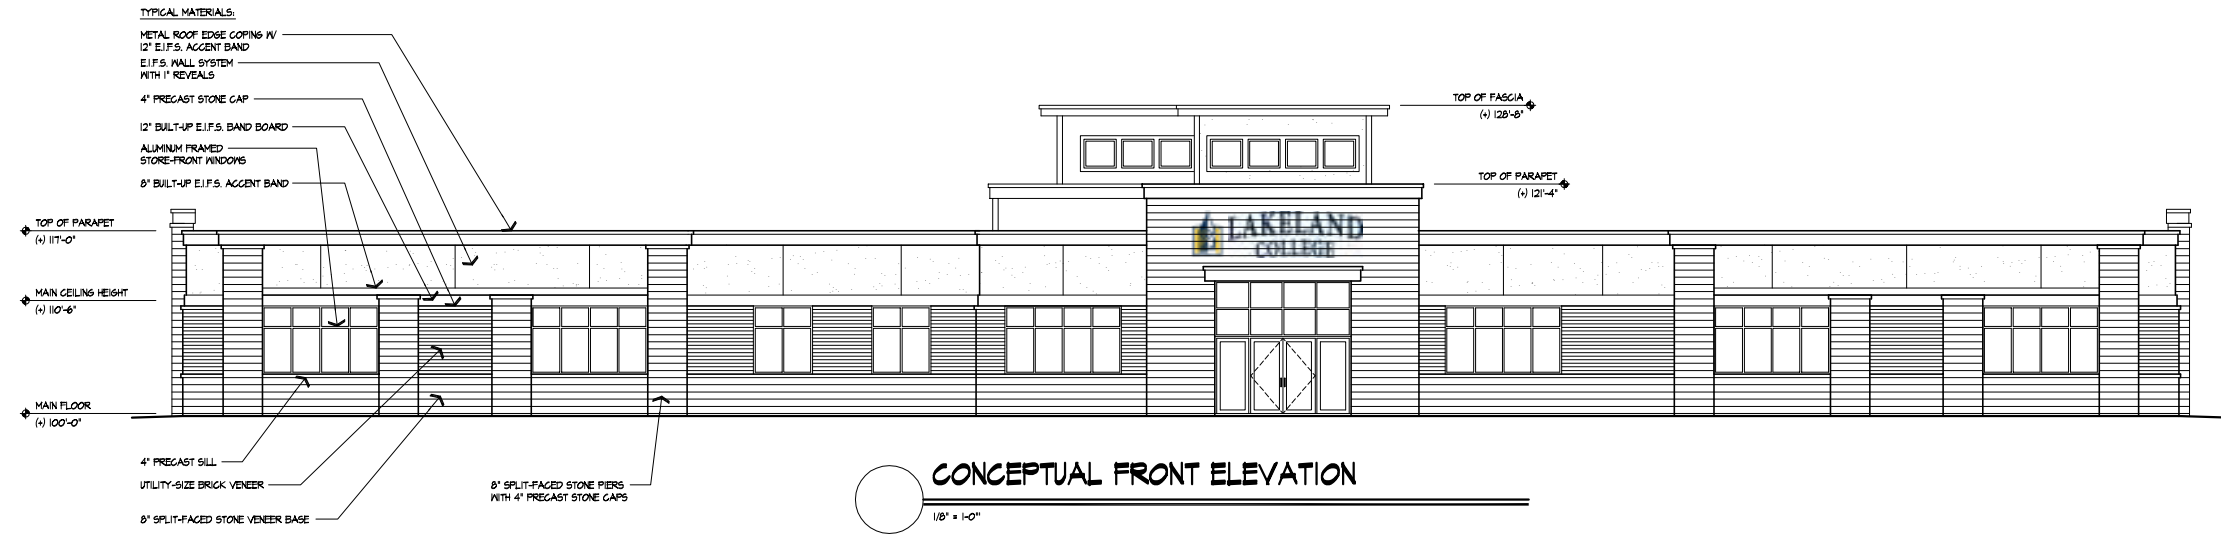 TYPICAL MATERIALS:
METAL ROOF EDGE COPING W/
12" E.I.F.S. ACCENT BAND
E.I.F.S. WALL SYSTEM
WITH 1" REVEALS
4" PRECAST STONE CAP
12" BUILT-UP E.I.F.S. BAND BOARD
ALUMINUM FRAMED
STORE-FRONT WINDOWS
8" BUILT-UP E.I.F.S. ACCENT BAND
TOP OF FASCIA
(+) 128'-8"
TOP OF PARAPET
(+) 121'-4"
TOP OF PARAPET
(+) 117'-0"
LAKELAND
COLLEGE
MAIN CEILING HEIGHT
(+) 110'-6"
MAIN FLOOR
(+) 100'-0"
4" PRECAST SILL
UTILITY-SIZE BRICK VENEER
8" SPLIT-FACED STONE VENEER BASE
8" SPLIT-FACED STONE PIERS
WITH 4" PRECAST STONE CAPS
CONCEPTUAL FRONT ELEVATION
1/8" = 1'-0"